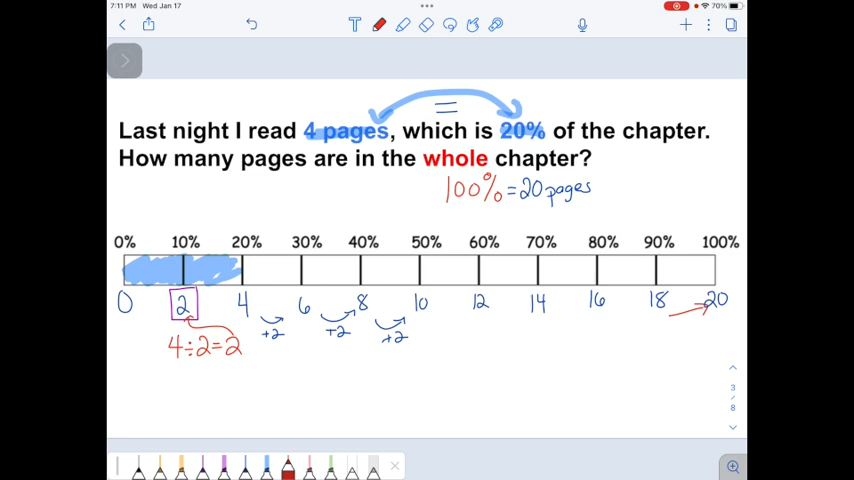 7:11 PM Wed Jan 17
70%
T
=
Last night I read 4 pages, which is 20% of the chapter.
How many pages are in the whole chapter?
100% = 20 pages
0% 10% 20% 30% 40% 50% 60% 70% 80% 90% 100%
0 2 4 6 8 10 12 14 16 18 20
+2 +2 +2
4÷2=2
3
/
8